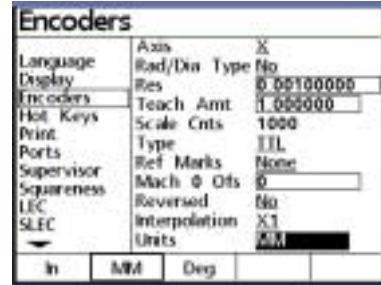 Encoders
Language
Display
Encoders
Hot Keys
Print
Ports
Supervisor
Squareness
LEC
SLEC
Axis X
Rad/Dia Type No
Res 0.00100000
Teach Amt 1.000000
Scale Cnts 1000
Type TTL
Ref Marks None
Mach 0 Ofs 0
Reversed No
Interpolation X1
Units MM
In MM Deg